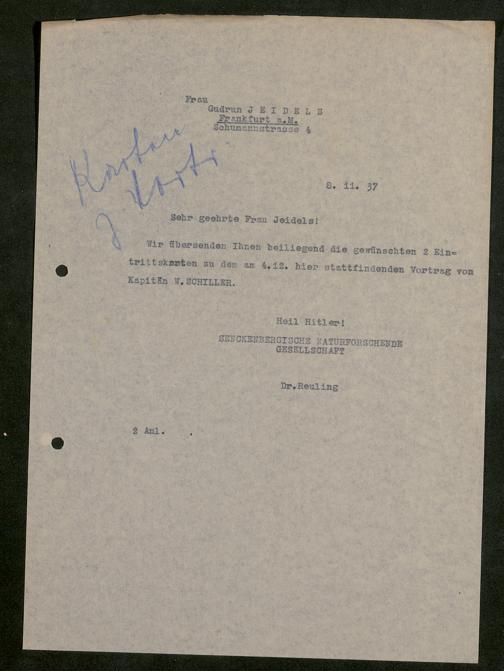 Frau
Gudrun J E I D E L S
Frankfurt a.M.
Schumannstrasse 4
Karten
8. 11. 37
Sehr geehrte Frau Jeidels!
Wir übersenden Ihnen beiliegend die gewünschten 2 Ein=
trittskarten zu dem am 4.12. hier stattfindenden Vortrag von
Kapitän W.SCHILLER.
Heil Hitler!
SENCKENBERGISCHE NATURFORSCHENDE
GESELLSCHAFT
Dr.Reuling
2 Anl.